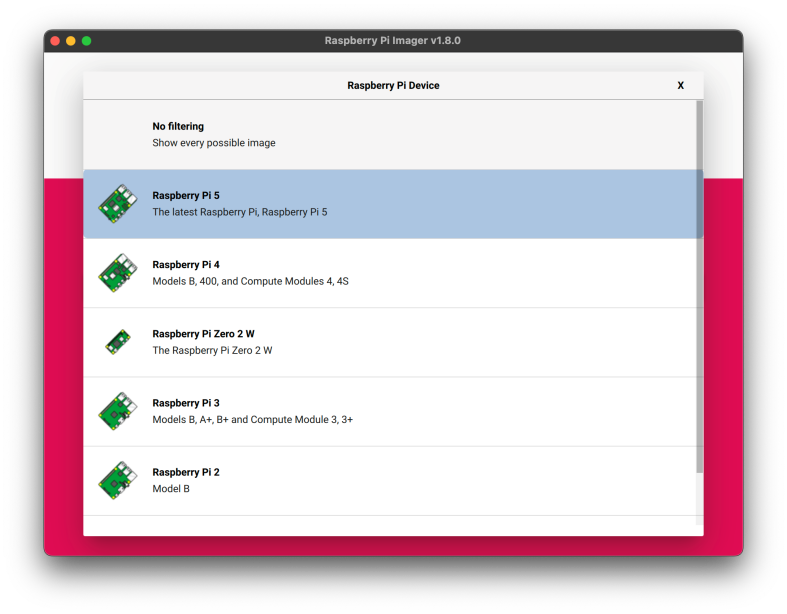 Raspberry Pi Imager v1.8.0
Raspberry Pi Device
X
No filtering
Show every possible image
Raspberry Pi 5
The latest Raspberry Pi, Raspberry Pi 5
Raspberry Pi 4
Models B, 400, and Compute Modules 4, 4S
Raspberry Pi Zero 2 W
The Raspberry Pi Zero 2 W
Raspberry Pi 3
Models B, A+, B+ and Compute Module 3, 3+
Raspberry Pi 2
Model B